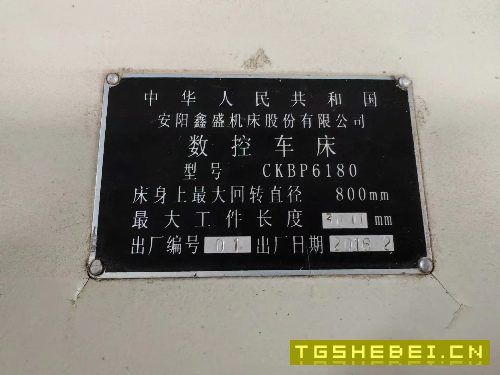 中华人民共和国
安阳鑫盛机床股份有限公司
数控车床
型号 CKBP6180
床身上最大回转直径 800mm
最大工件长度 mm
出厂编号 01 出厂日期 2018 2
TGSHEBEI.CN